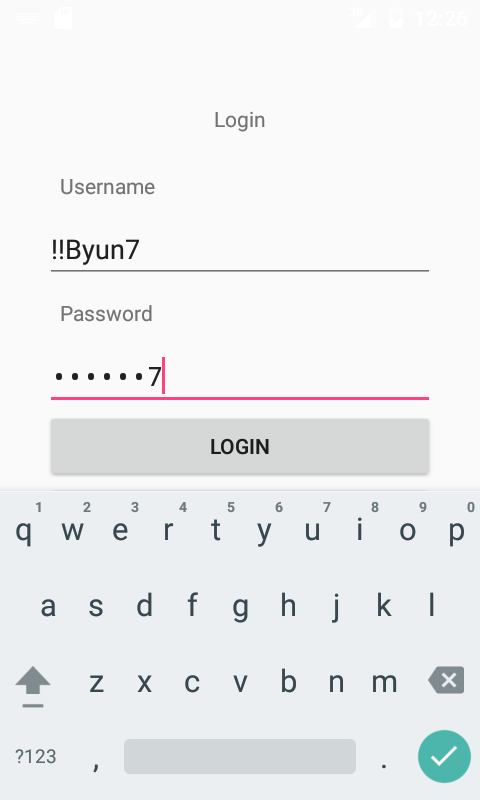 12:26
Login
Username
!!Byun7
Password
••••••7
LOGIN
1 2 3 4 5 6 7 8 9 0
q w e r t y u i o p
a s d f g h j k l
z x c v b n m
?123 , .